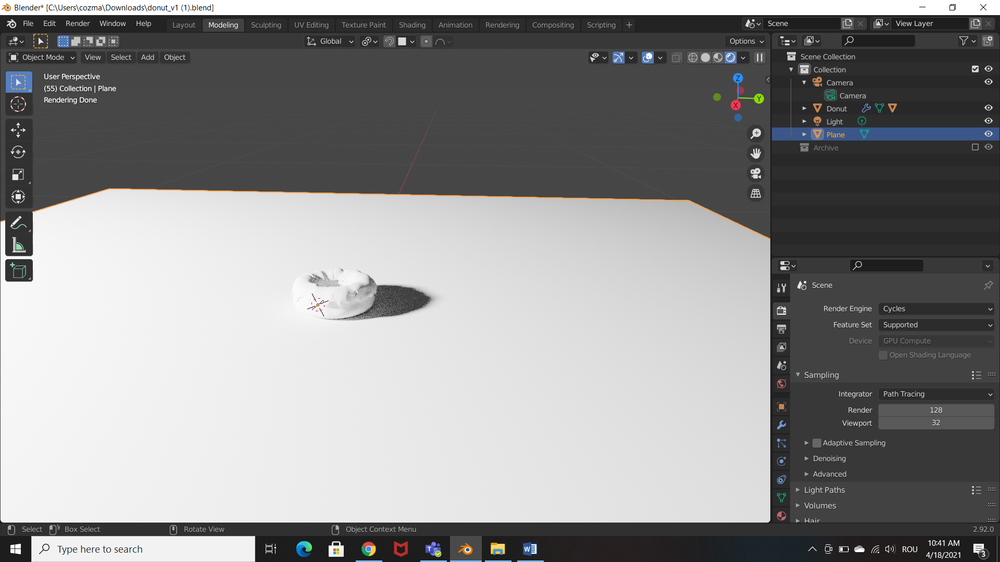 Blender* [C:\Users\cozma\Downloads\donut_v1 (1).blend]
File Edit Render Window Help Layout Modeling Sculpting UV Editing Texture Paint Shading Animation Rendering Compositing Scripting + Scene View Layer
Global Options
Object Mode View Select Add Object
User Perspective
(55) Collection | Plane
Rendering Done
Z
Y
X
Scene Collection
Collection
Camera
Camera
Donut
Light
Plane
Archive
Scene
Render Engine Cycles
Feature Set Supported
Device GPU Compute
Open Shading Language
Sampling
Integrator Path Tracing
Render 128
Viewport 32
Adaptive Sampling
Denoising
Advanced
Light Paths
Volumes
Hair
Select Box Select Rotate View Object Context Menu 2.92.0
Type here to search
ROU
10:41 AM
4/18/2021
3